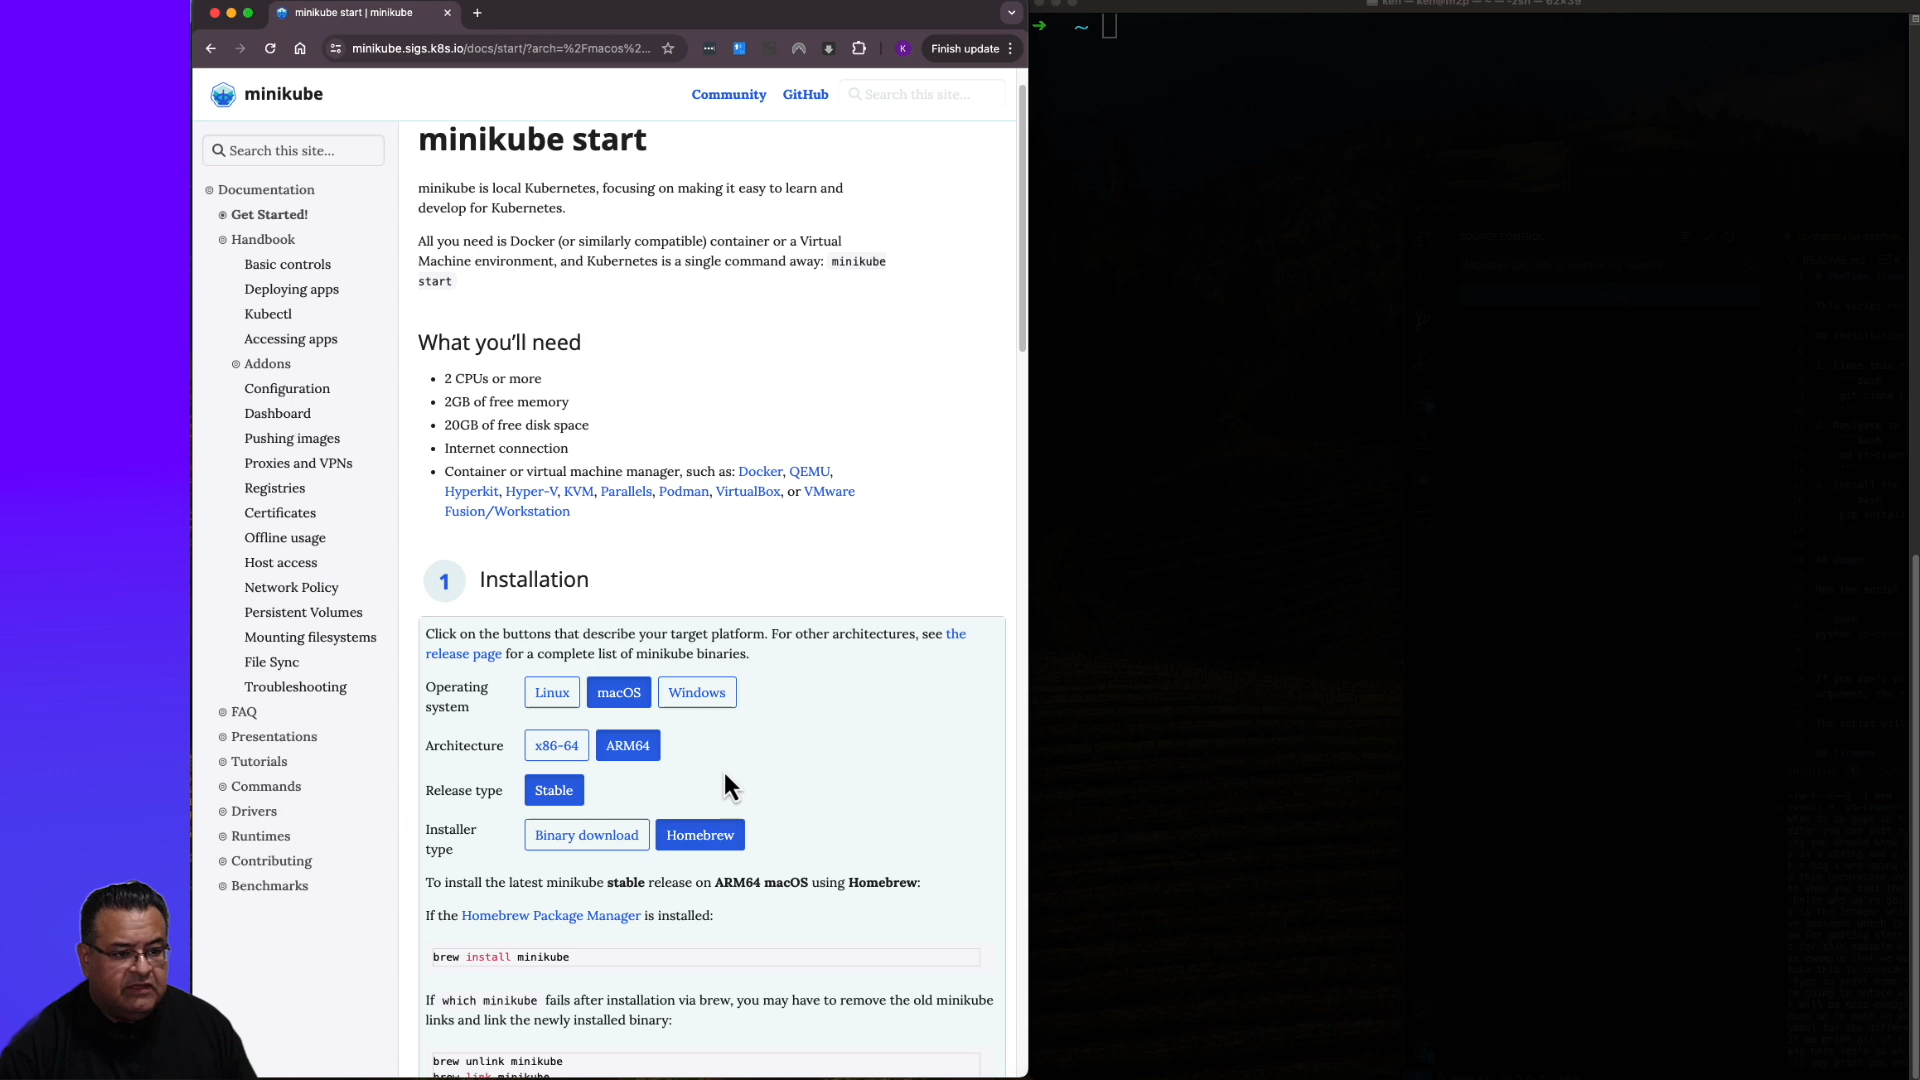 minikube start | minikube
minikube.sigs.k8s.io/docs/start/?arch=%2Fmacos%2...
K
Finish update
minikube
Community
GitHub
Search this site...
Search this site...
Documentation
Get Started!
Handbook
Basic controls
Deploying apps
Kubectl
Accessing apps
Addons
Configuration
Dashboard
Pushing images
Proxies and VPNs
Registries
Certificates
Offline usage
Host access
Network Policy
Persistent Volumes
Mounting filesystems
File Sync
Troubleshooting
FAQ
Presentations
Tutorials
Commands
Drivers
Runtimes
Contributing
Benchmarks
minikube start
minikube is local Kubernetes, focusing on making it easy to learn and
develop for Kubernetes.
All you need is Docker (or similarly compatible) container or a Virtual
Machine environment, and Kubernetes is a single command away: minikube
start
What you'll need
2 CPUs or more
2GB of free memory
20GB of free disk space
Internet connection
Container or virtual machine manager, such as: Docker, QEMU,
Hyperkit, Hyper-V, KVM, Parallels, Podman, VirtualBox, or VMware
Fusion/Workstation
1 Installation
Click on the buttons that describe your target platform. For other architectures, see the
release page for a complete list of minikube binaries.
Operating
system
Linux macOS Windows
Architecture x86-64 ARM64
Release type Stable
Installer
type
Binary download Homebrew
To install the latest minikube stable release on ARM64 macOS using Homebrew:
If the Homebrew Package Manager is installed:
brew install minikube
If which minikube fails after installation via brew, you may have to remove the old minikube
links and link the newly installed binary:
brew unlink minikube
brew link minikube
~
SOURCE CONTROL